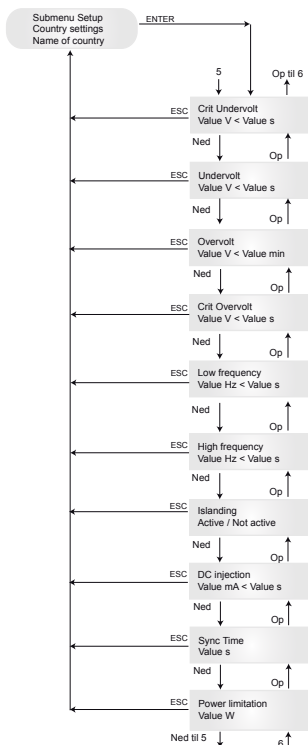 Submenu Setup
Country settings
Name of country
ENTER
5
Op til 6
ESC
Crit Undervolt
Value V < Value s
Ned
Op
ESC
Undervolt
Value V < Value s
Ned
Op
ESC
Overvolt
Value V < Value min
Ned
Op
ESC
Crit Overvolt
Value V < Value s
Ned
Op
ESC
Low frequency
Value Hz < Value s
Ned
Op
ESC
High frequency
Value Hz < Value s
Ned
Op
ESC
Islanding
Active / Not active
Ned
Op
ESC
DC injection
Value mA < Value s
Ned
Op
ESC
Sync Time
Value s
Ned
Op
ESC
Power limitation
Value W
Ned til 5
6